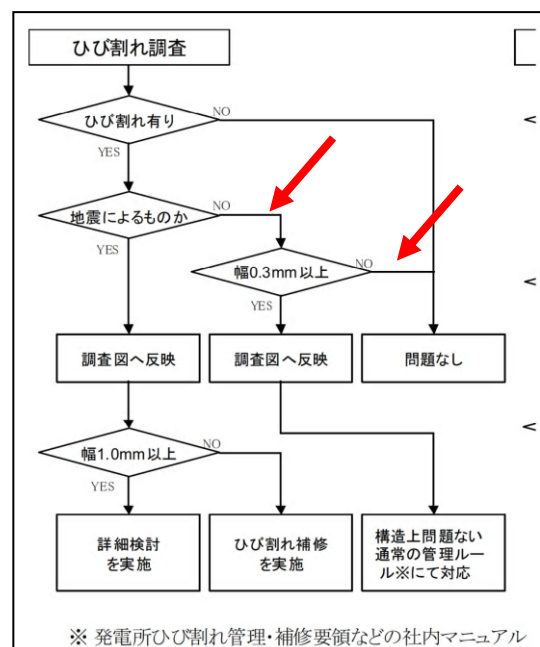 ひび割れ調査
ひび割れ有り
NO
YES
地震によるものか
NO
YES
幅0.3mm以上
NO
YES
調査図へ反映
調査図へ反映
問題なし
幅1.0mm以上
NO
YES
詳細検討
を実施
ひび割れ補修
を実施
構造上問題ない
通常の管理ルー
ル※にて対応
※ 発電所ひび割れ管理・補修要領などの社内マニュアル